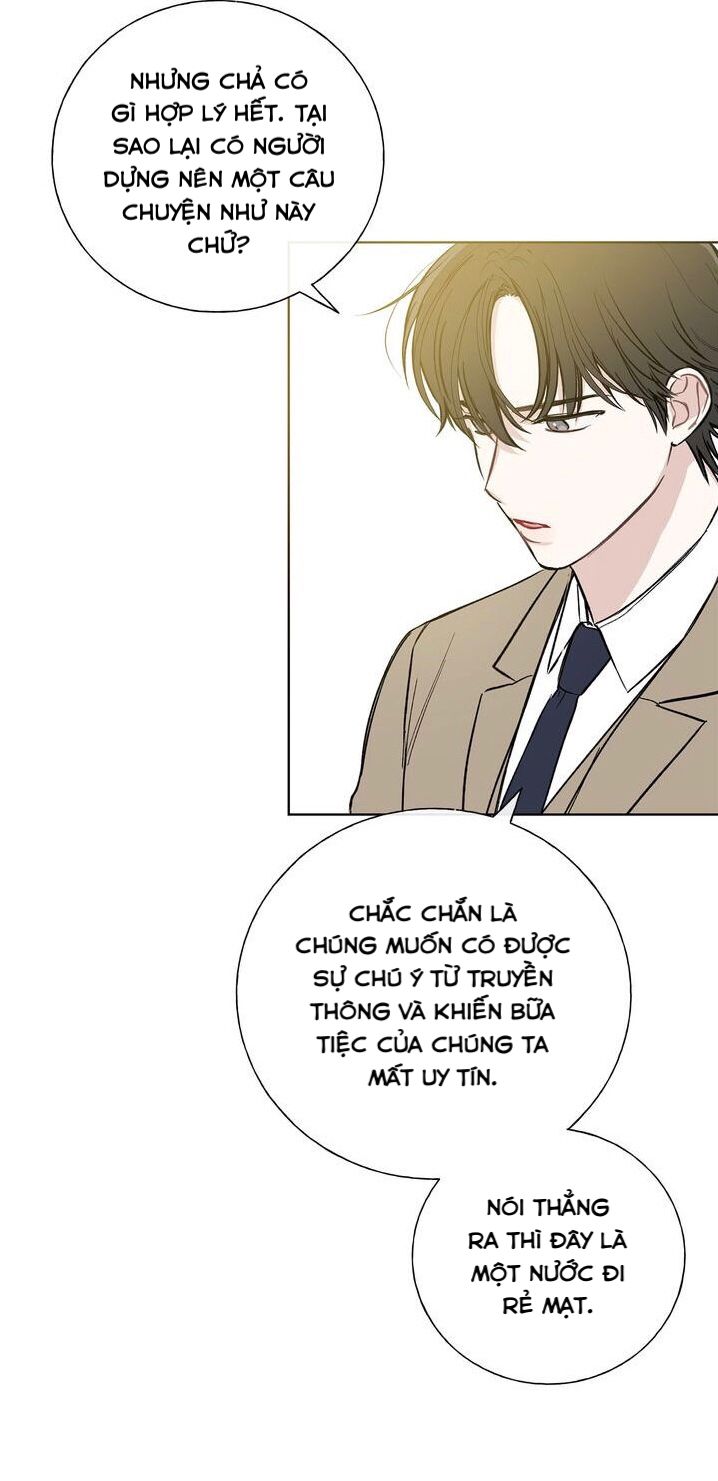 NHƯNG CHẢ CÓ
GÌ HỢP LÝ HẾT. TẠI
SAO LẠI CÓ NGƯỜI
DỰNG NÊN MỘT CÂU
CHUYỆN NHƯ NÀY
CHỨ?
CHẮC CHẮN LÀ
CHÚNG MUỐN CÓ ĐƯỢC
SỰ CHÚ Ý TỪ TRUYỀN
THÔNG VÀ KHIẾN BỮA
TIỆC CỦA CHÚNG TA
MẤT UY TÍN.
NÓI THẲNG
RA THÌ ĐÂY LÀ
MỘT NƯỚC ĐI
RẺ MẠT.